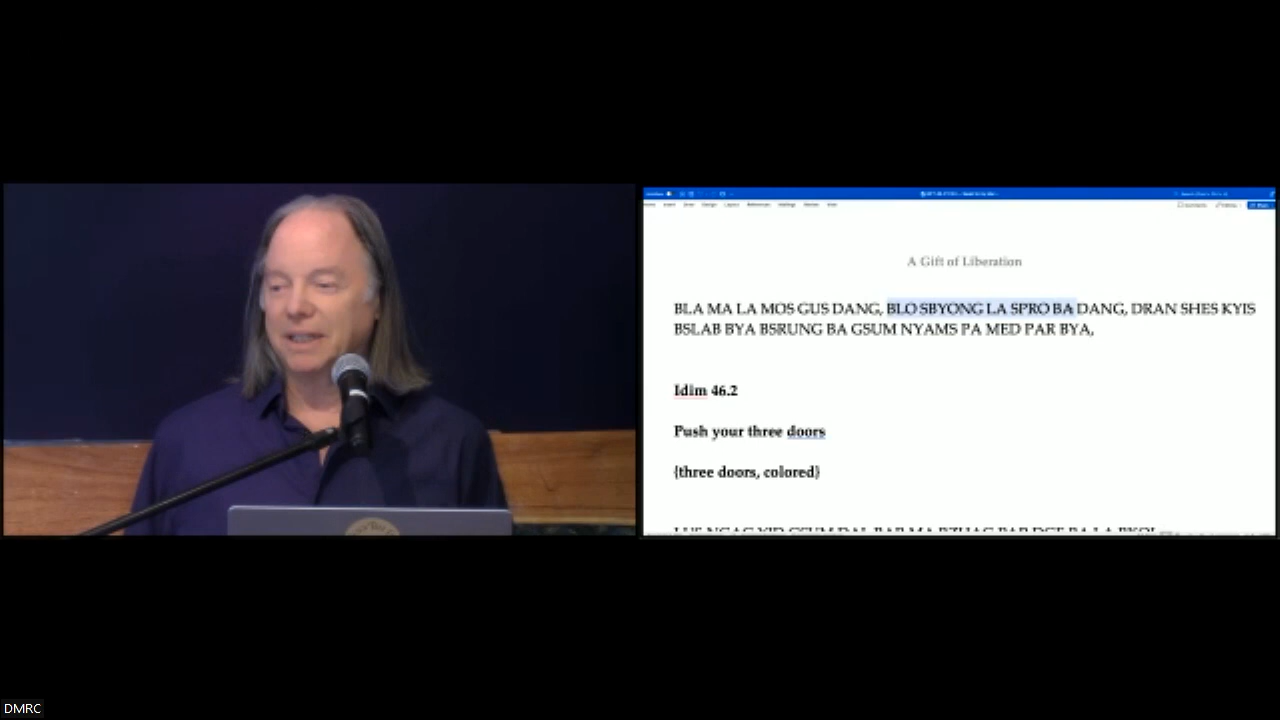 A Gift of Liberation
BLA MA LA MOS GUS DANG, BLO SBYONG LA SPRO BA DANG, DRAN SHES KYIS
BSLAB BYA BSRUNG BA GSUM NYAMS PA MED PAR BYA,
Idim 46.2
Push your three doors
{three doors, colored}
DMRC